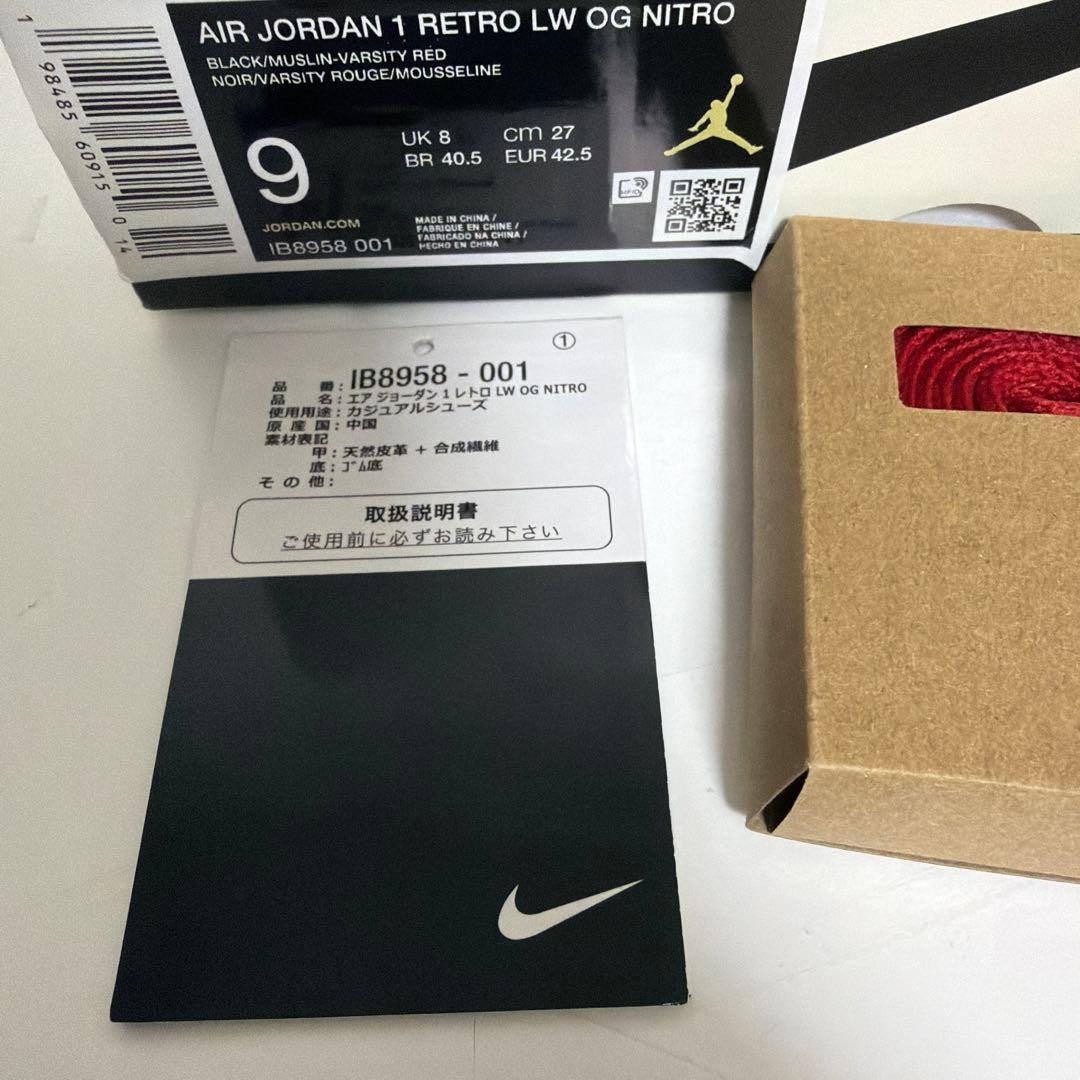 AIR JORDAN 1 RETRO LW OG NITRO
BLACK/MUSLIN-VARSITY RED
NOIR/VARSITY ROUGE/MOUSSELINE
9
UK 8 cm 27
BR 40.5 EUR 42.5
JORDAN.COM
IB8958 001
MADE IN CHINA /
FABRIQUE EN CHINE /
FABRICADO NA CHINA /
HECHO EN CHINA
1 98485 60915 0 14
①
品 番: IB8958 - 001
品 名: エア ジョーダン 1 レトロ LW OG NITRO
使用用途: カジュアルシューズ
原 産 国: 中国
素材表記
甲: 天然皮革 + 合成繊維
底: ゴム底
そ の 他:
取扱説明書
ご使用前に必ずお読み下さい